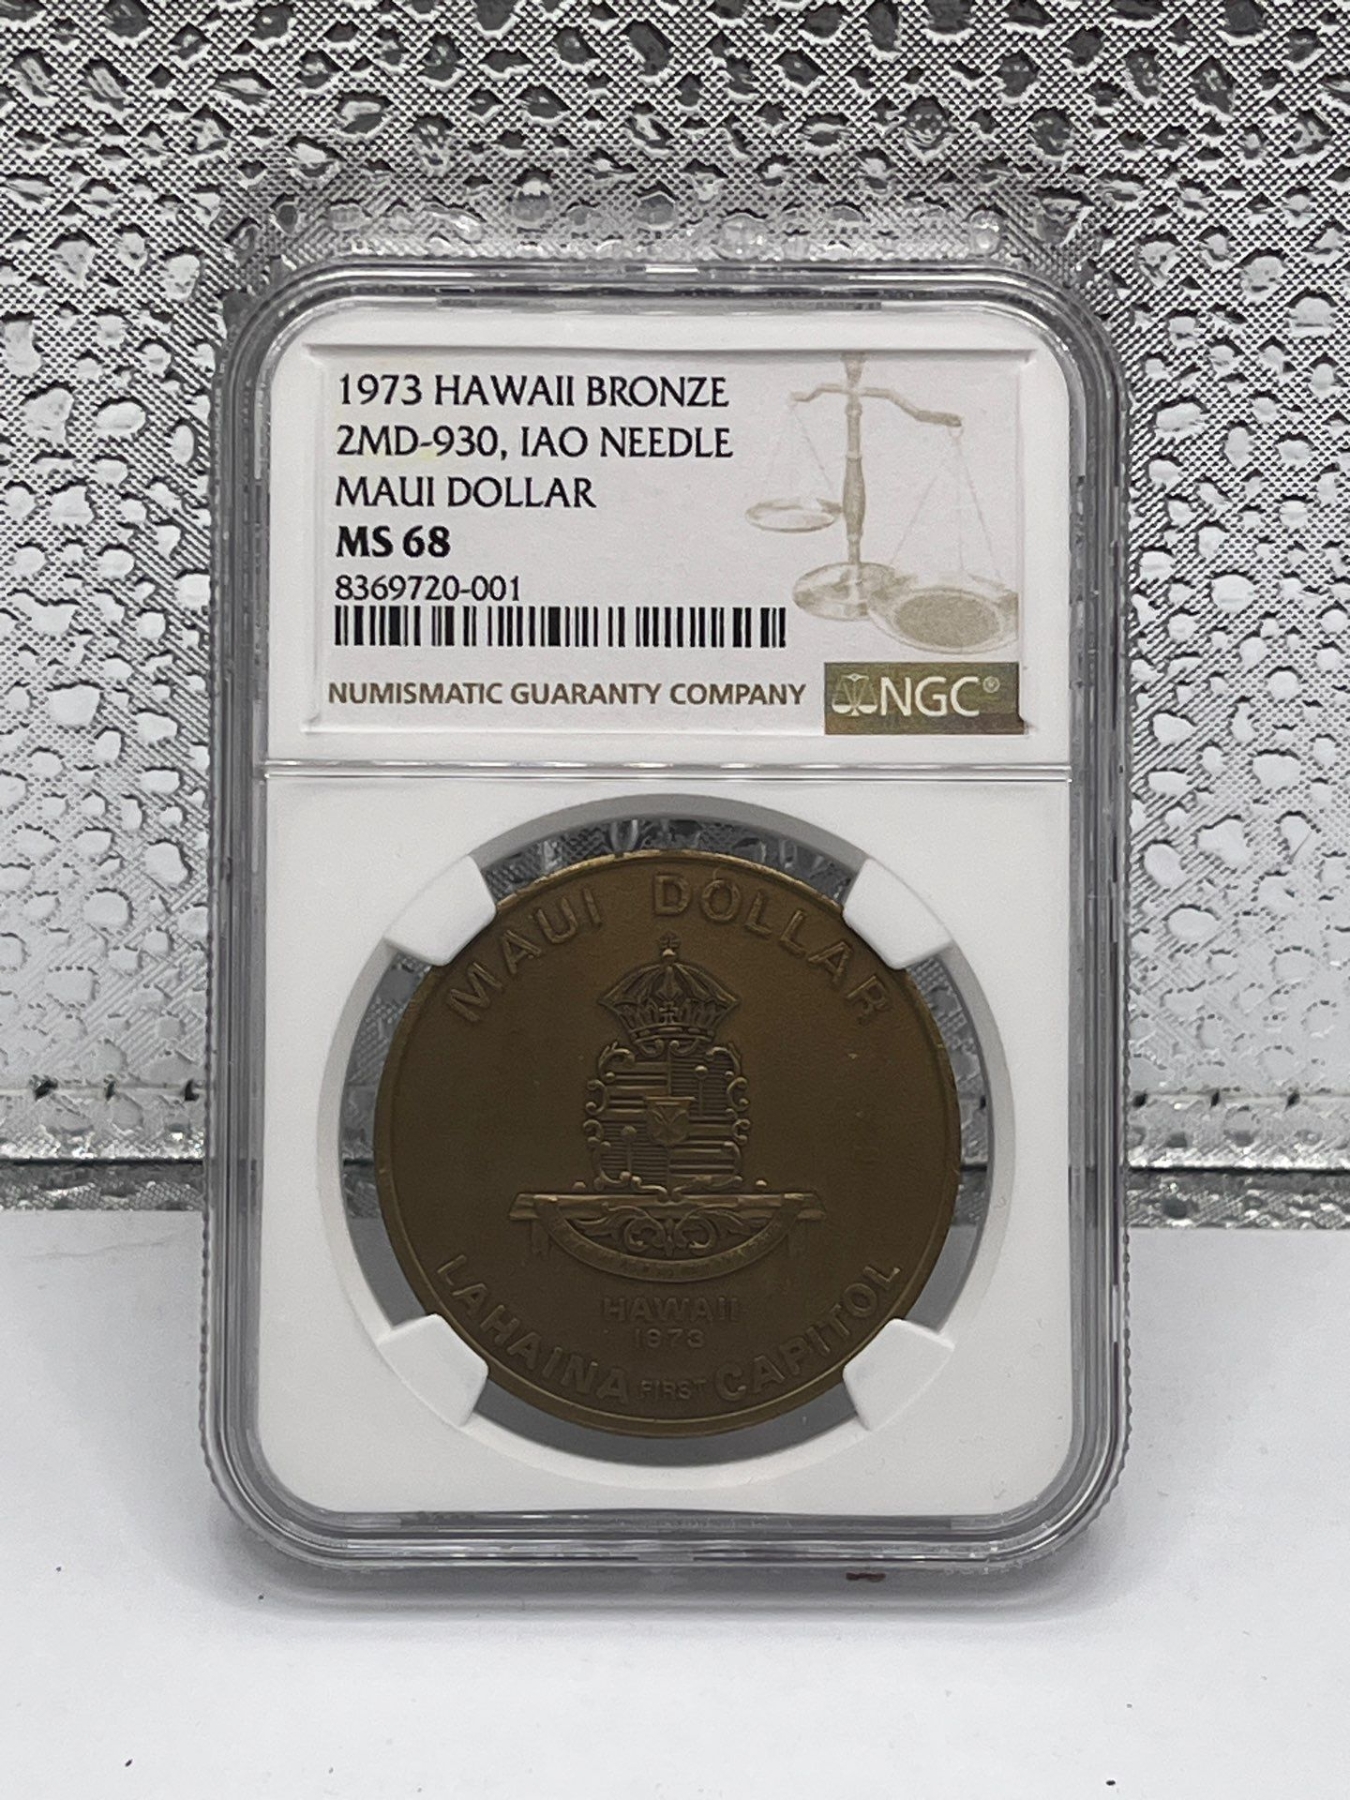 1973 HAWAII BRONZE
2MD-930, IAO NEEDLE
MAUI DOLLAR
MS 68
8369720-001
NUMISMATIC GUARANTY COMPANY
NGC®
MAUI DOLLAR
HAWAII
1973
LAHAINA FIRST CAPITOL